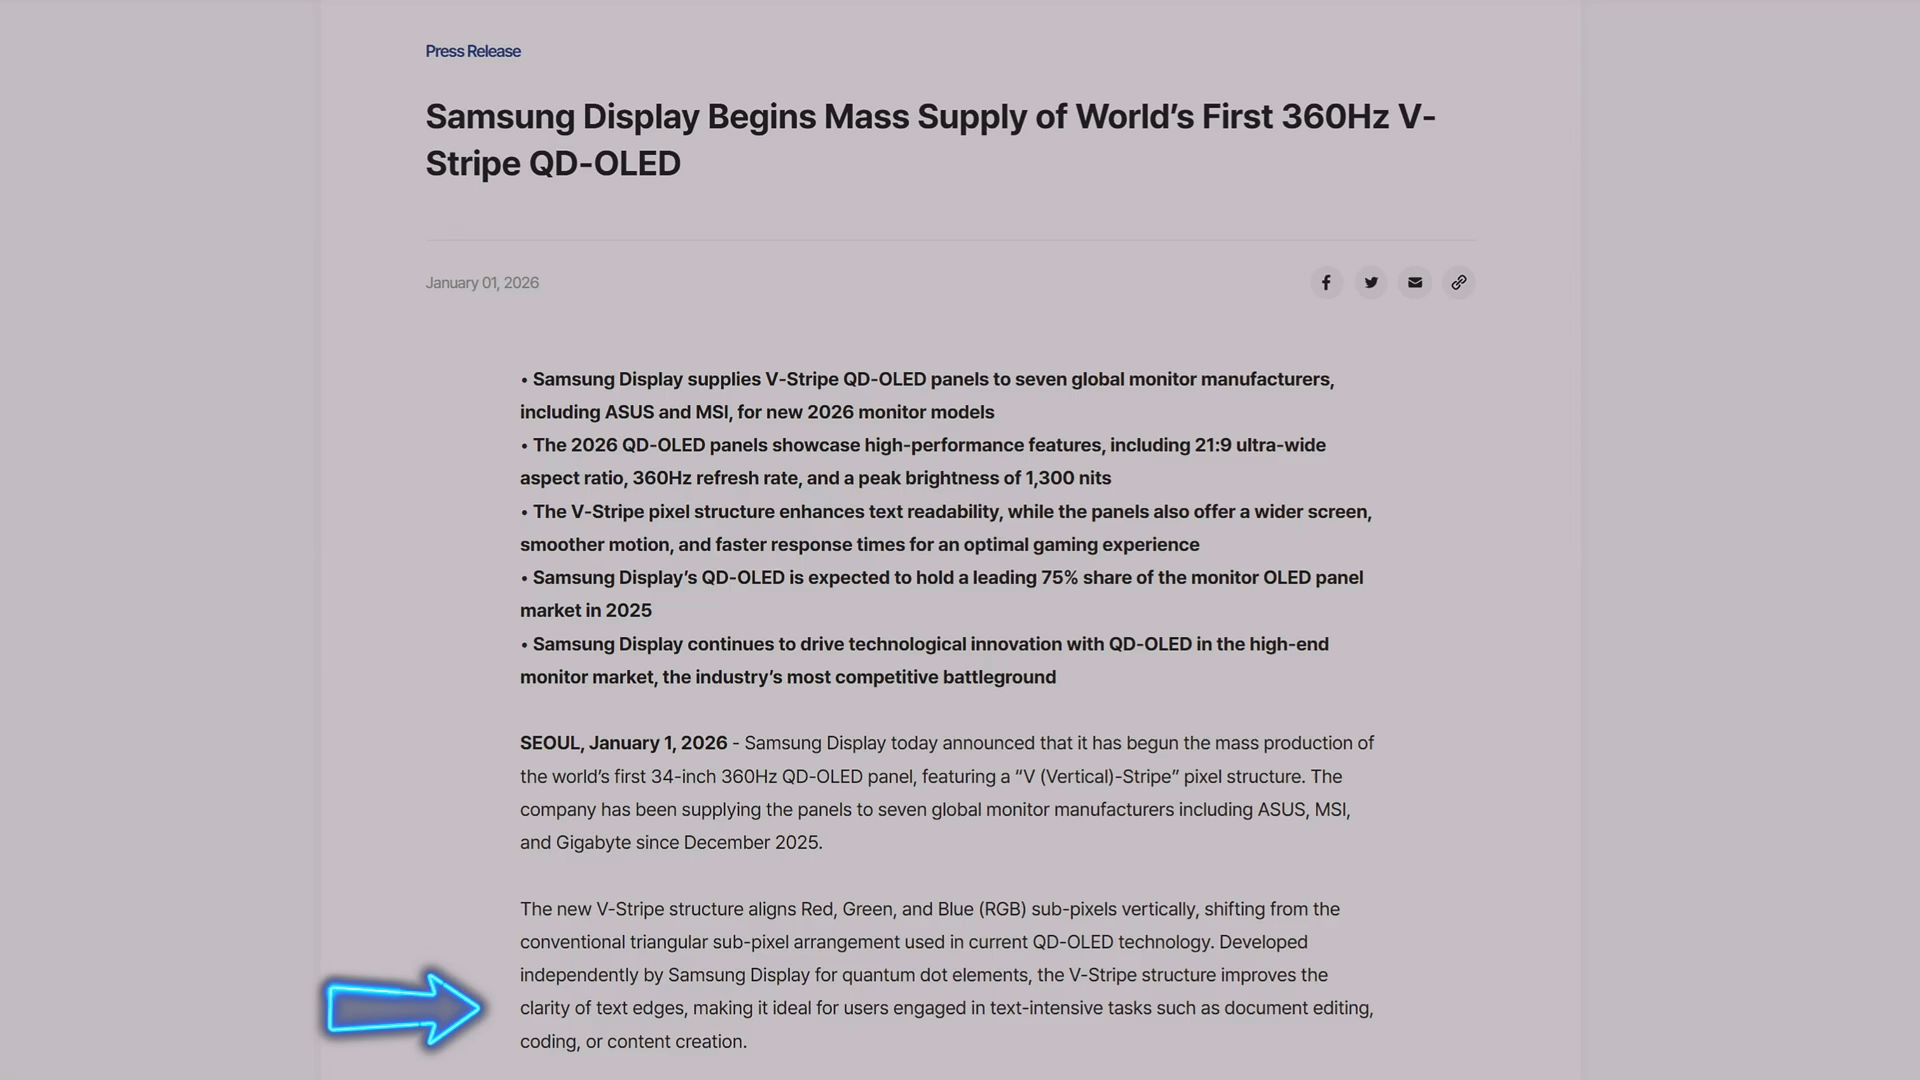 Press Release
Samsung Display Begins Mass Supply of World’s First 360Hz V-
Stripe QD-OLED
January 01, 2026
• Samsung Display supplies V-Stripe QD-OLED panels to seven global monitor manufacturers,
including ASUS and MSI, for new 2026 monitor models
• The 2026 QD-OLED panels showcase high-performance features, including 21:9 ultra-wide
aspect ratio, 360Hz refresh rate, and a peak brightness of 1,300 nits
• The V-Stripe pixel structure enhances text readability, while the panels also offer a wider screen,
smoother motion, and faster response times for an optimal gaming experience
• Samsung Display’s QD-OLED is expected to hold a leading 75% share of the monitor OLED panel
market in 2025
• Samsung Display continues to drive technological innovation with QD-OLED in the high-end
monitor market, the industry’s most competitive battleground
SEOUL, January 1, 2026 - Samsung Display today announced that it has begun the mass production of
the world’s first 34-inch 360Hz QD-OLED panel, featuring a “V (Vertical)-Stripe” pixel structure. The
company has been supplying the panels to seven global monitor manufacturers including ASUS, MSI,
and Gigabyte since December 2025.
The new V-Stripe structure aligns Red, Green, and Blue (RGB) sub-pixels vertically, shifting from the
conventional triangular sub-pixel arrangement used in current QD-OLED technology. Developed
independently by Samsung Display for quantum dot elements, the V-Stripe structure improves the
clarity of text edges, making it ideal for users engaged in text-intensive tasks such as document editing,
coding, or content creation.